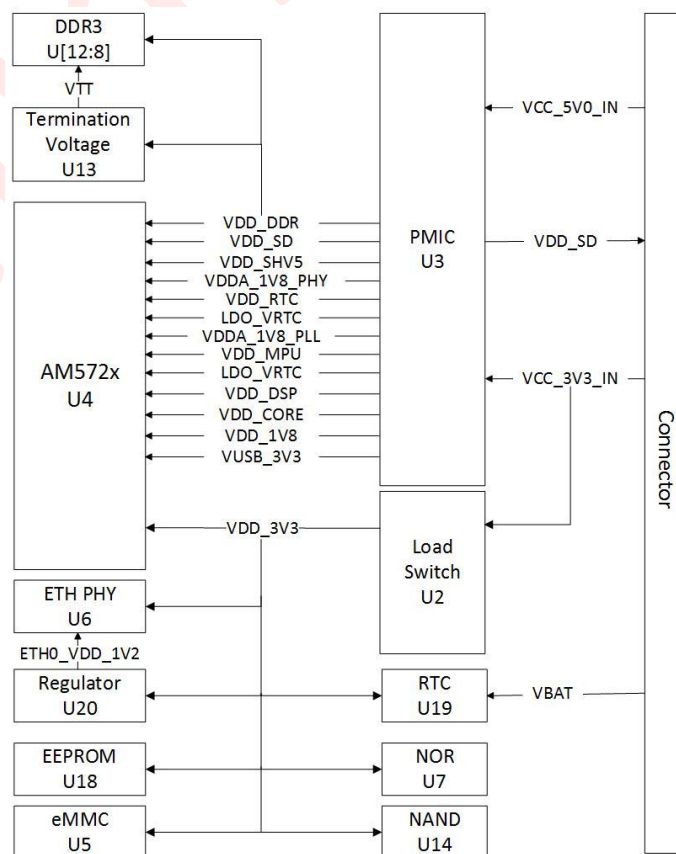 DDR3
U[12:8]
VTT
Termination
Voltage
U13
VCC_5V0_IN
PMIC
U3
VDD_DDR
VDD_SD
VDD_SHV5
VDDA_1V8_PHY
VDD_RTC
LDO_VRTC
VDDA_1V8_PLL
VDD_MPU
LDO_VRTC
VDD_DSP
VDD_CORE
VDD_1V8
VUSB_3V3
VDD_SD
AM572x
U4
VCC_3V3_IN
Connector
VDD_3V3
Load
Switch
U2
ETH PHY
U6
ETH0_VDD_1V2
Regulator
U20
RTC
U19
VBAT
EEPROM
U18
NOR
U7
eMMC
U5
NAND
U14